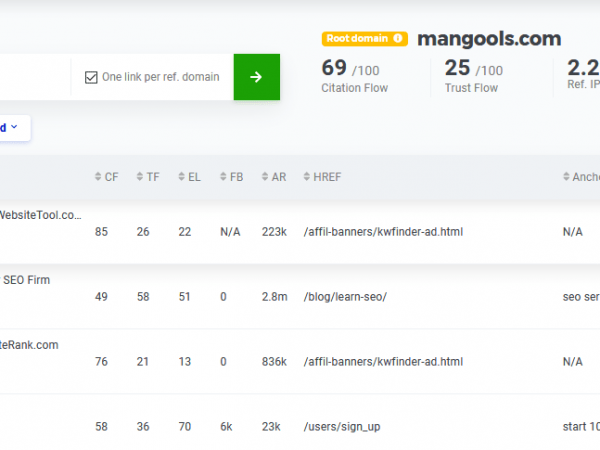 Root domain mangools.com
69 /100 25 /100 2.2
Citation Flow Trust Flow Ref. IP
One link per ref. domain
d
CF TF EL FB AR HREF Ancho
WebsiteTool.co...
85 26 22 N/A 223k /affil-banners/kwfinder-ad.html N/A
SEO Firm
49 58 51 0 2.8m /blog/learn-seo/ seo ser
teRank.com
76 21 13 0 836k /affil-banners/kwfinder-ad.html N/A
58 36 70 6k 23k /users/sign_up start 10